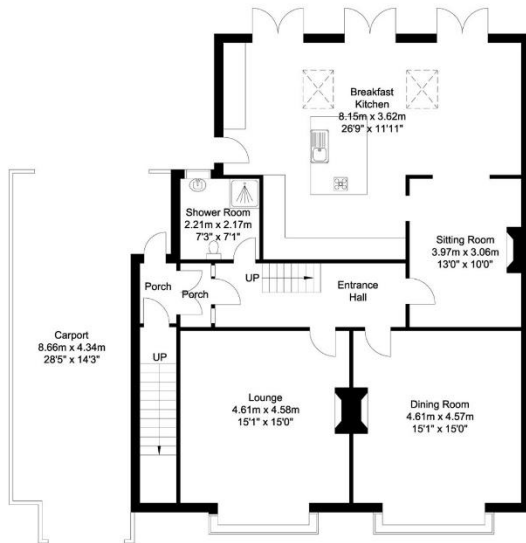 Breakfast
Kitchen
8.15m x 3.62m
26'9" x 11'11"
Shower Room
2.21m x 2.17m
7'3" x 7'1"
Sitting Room
3.97m x 3.06m
13'0" x 10'0"
Porch
Porch
UP
Entrance
Hall
Carport
8.66m x 4.34m
28'5" x 14'3"
UP
Lounge
4.61m x 4.58m
15'1" x 15'0"
Dining Room
4.61m x 4.57m
15'1" x 15'0"